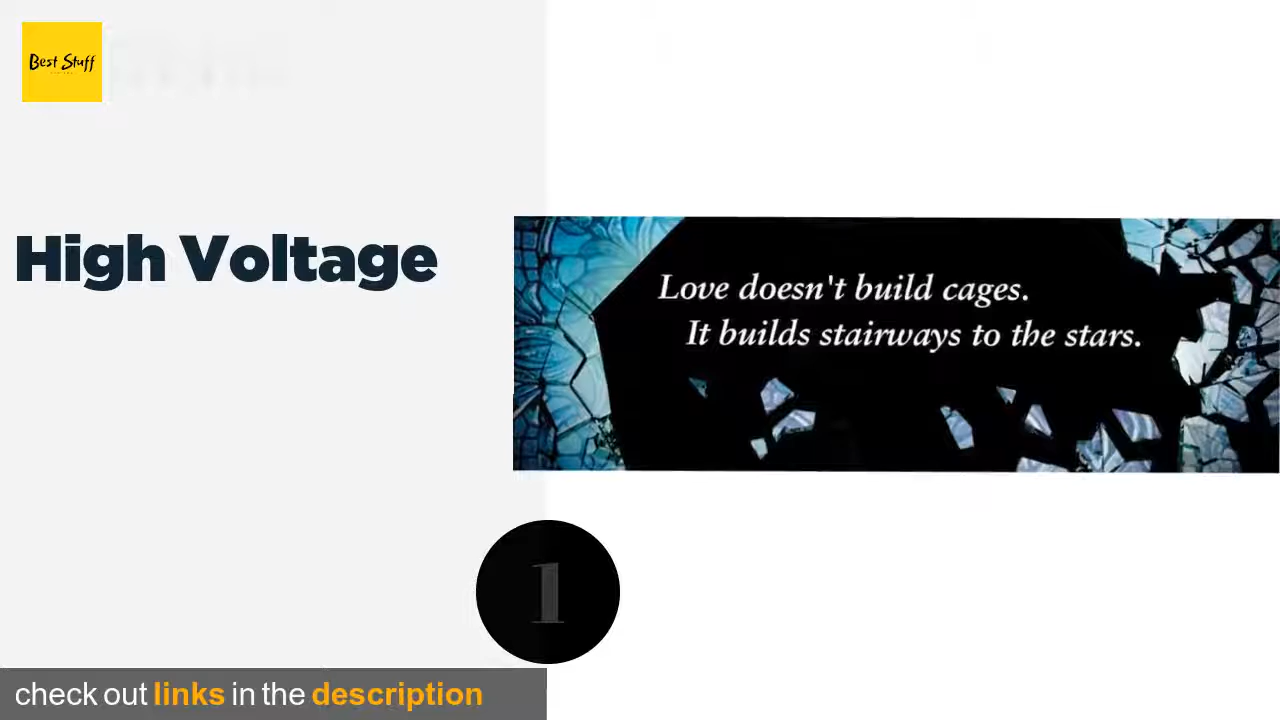 Best Stuff
High Voltage
Love doesn't build cages.
It builds stairways to the stars.
1
check out links in the description